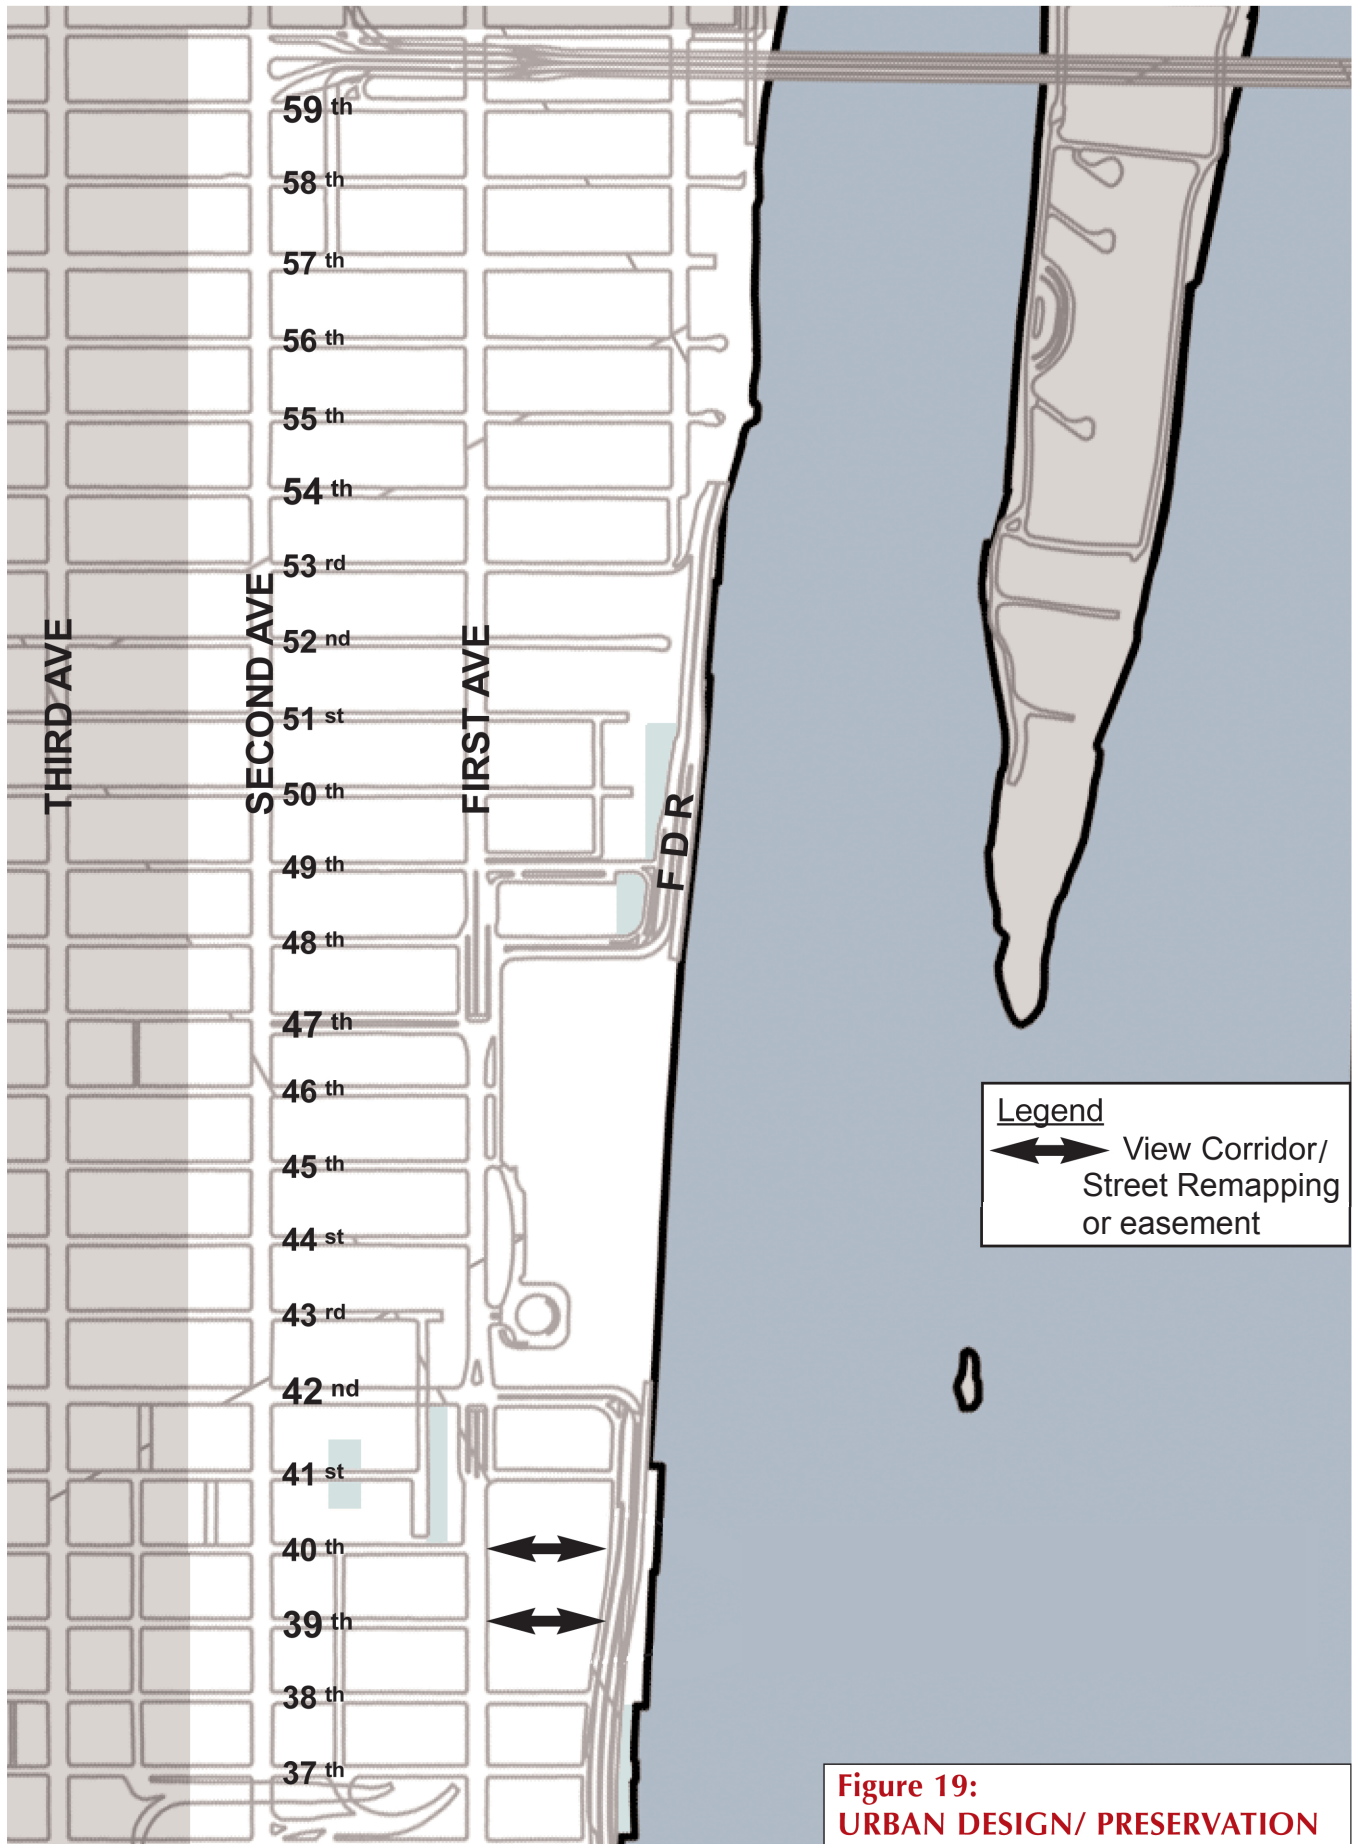 59 th
58 th
57 th
56 th
55 th
54 th
53 rd
52 nd
51 st
50 th
49 th
48 th
47 th
46 th
45 th
44 st
43 rd
42 nd
41 st
40 th
39 th
38 th
37 th
THIRD AVE
SECOND AVE
FIRST AVE
F D R
Legend
View Corridor/
Street Remapping
or easement
Figure 19:
URBAN DESIGN/ PRESERVATION